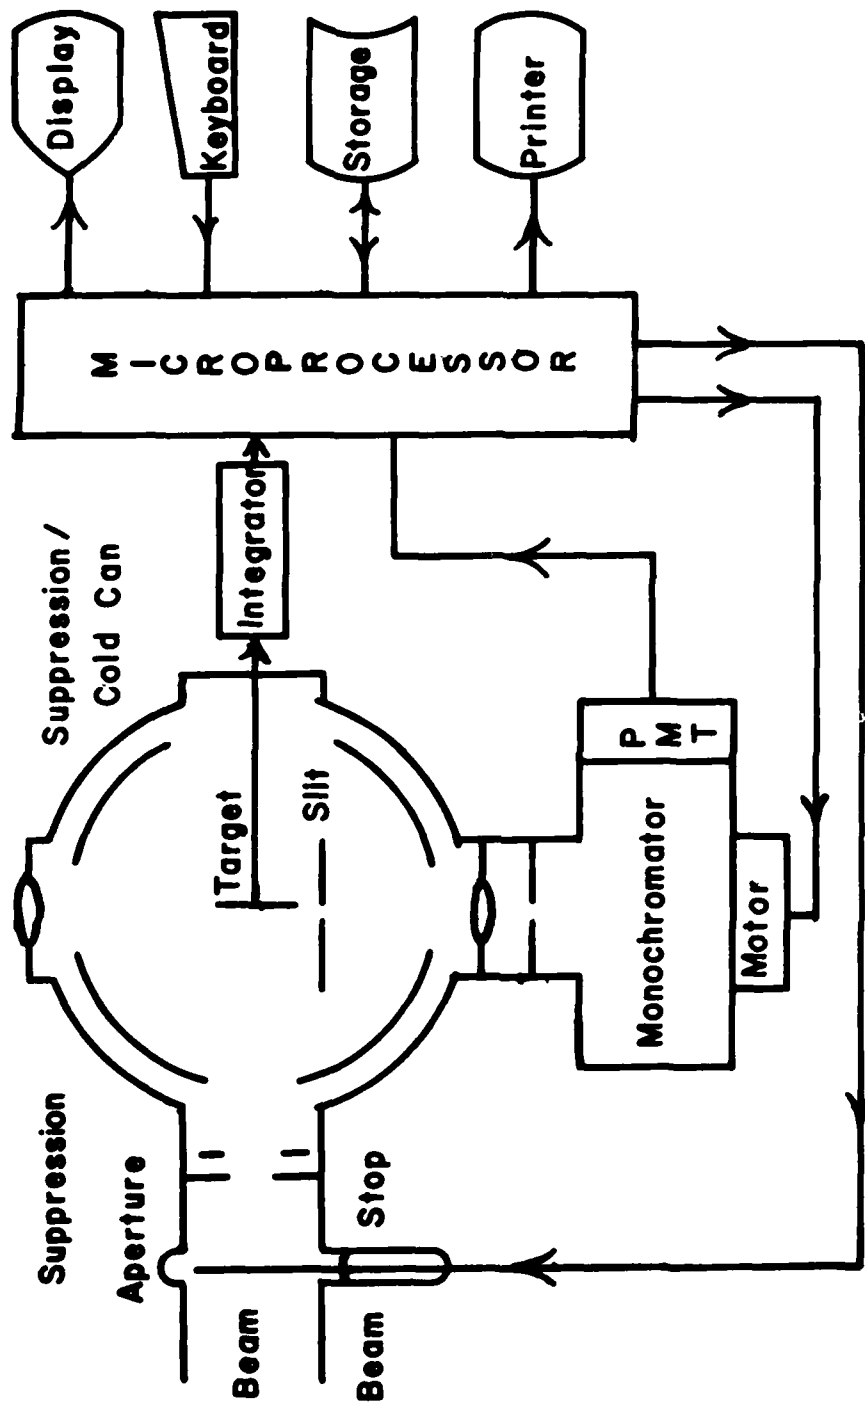 Suppression
Aperture
Beam
Beam Stop
Suppression/
Cold Can
Target
Slit
Integrator
MICROPROCESSOR
Display
Keyboard
Storage
Printer
Monochromator
PMT
Motor